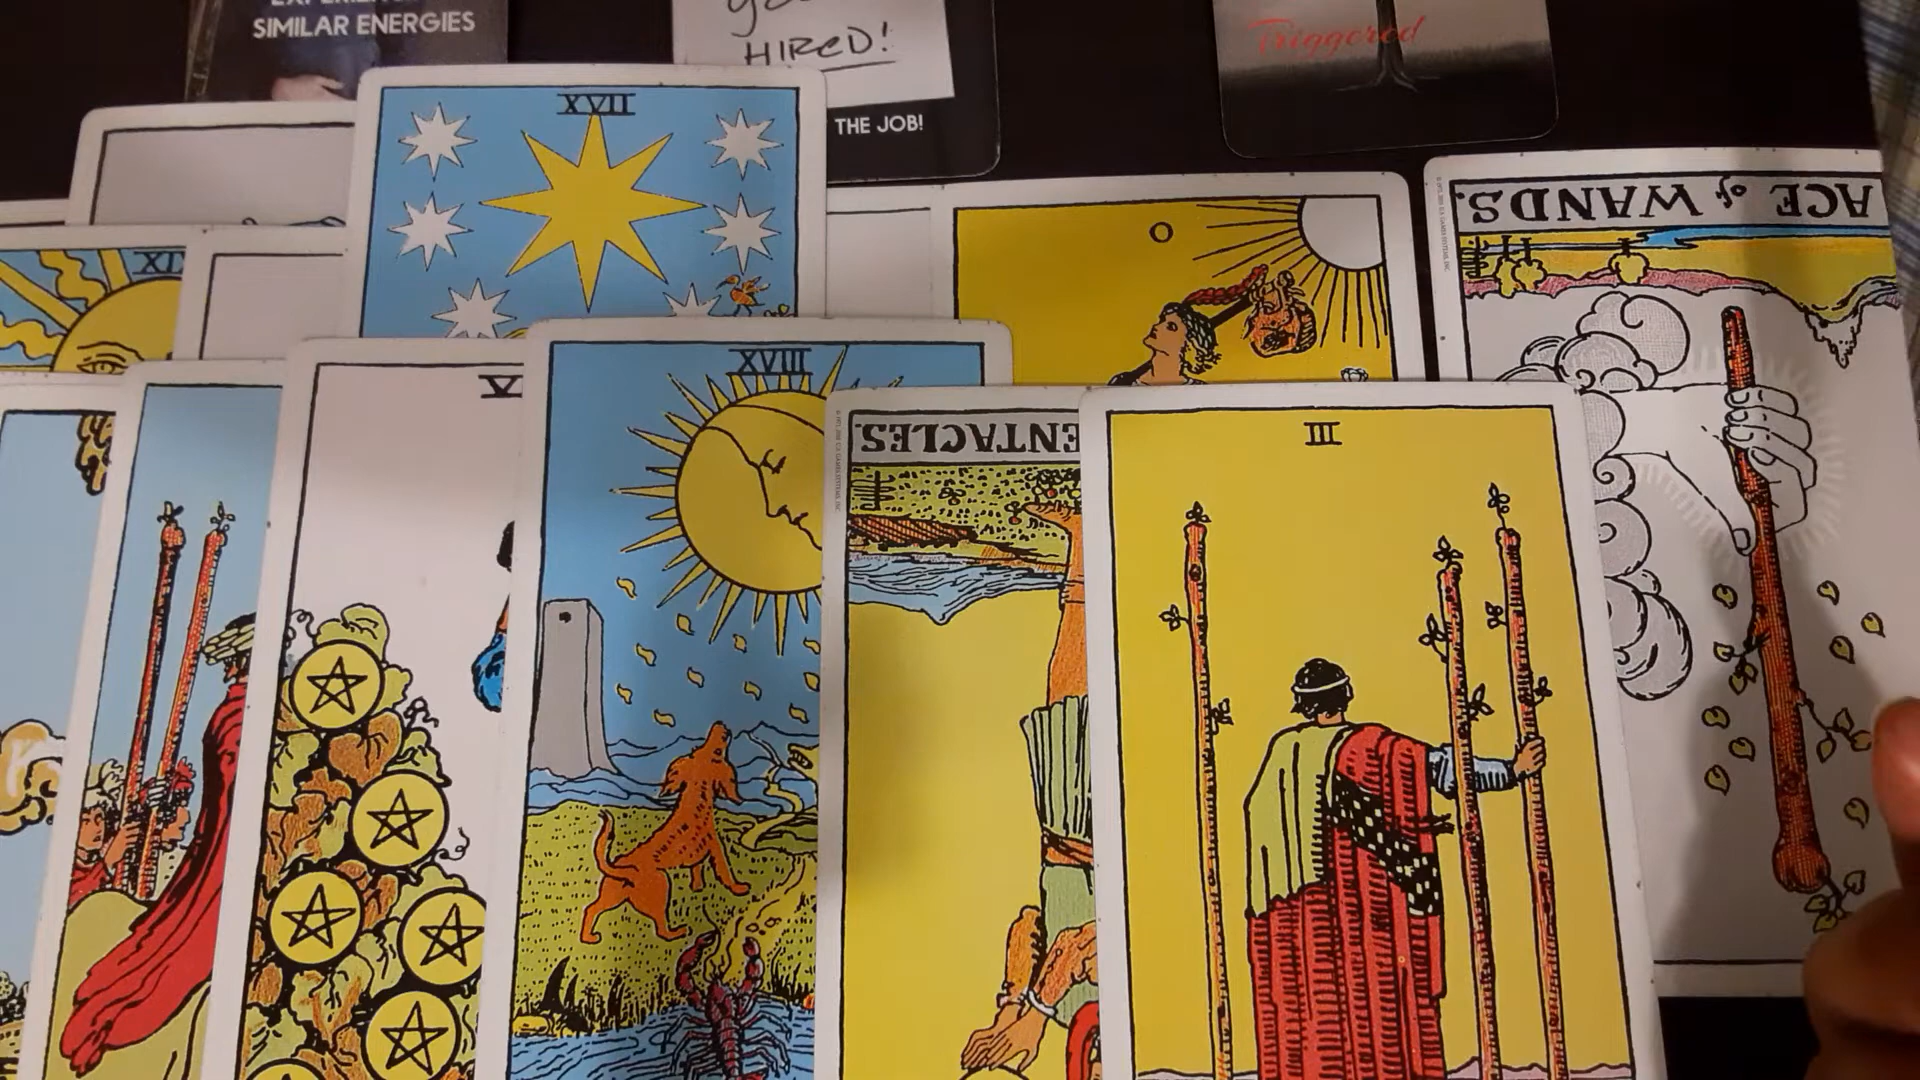 SIMILAR ENERGIES
HIRED!
THE JOB!
Triggered
XVII
ACE of WANDS.
XVIII
ENTACLES.
III